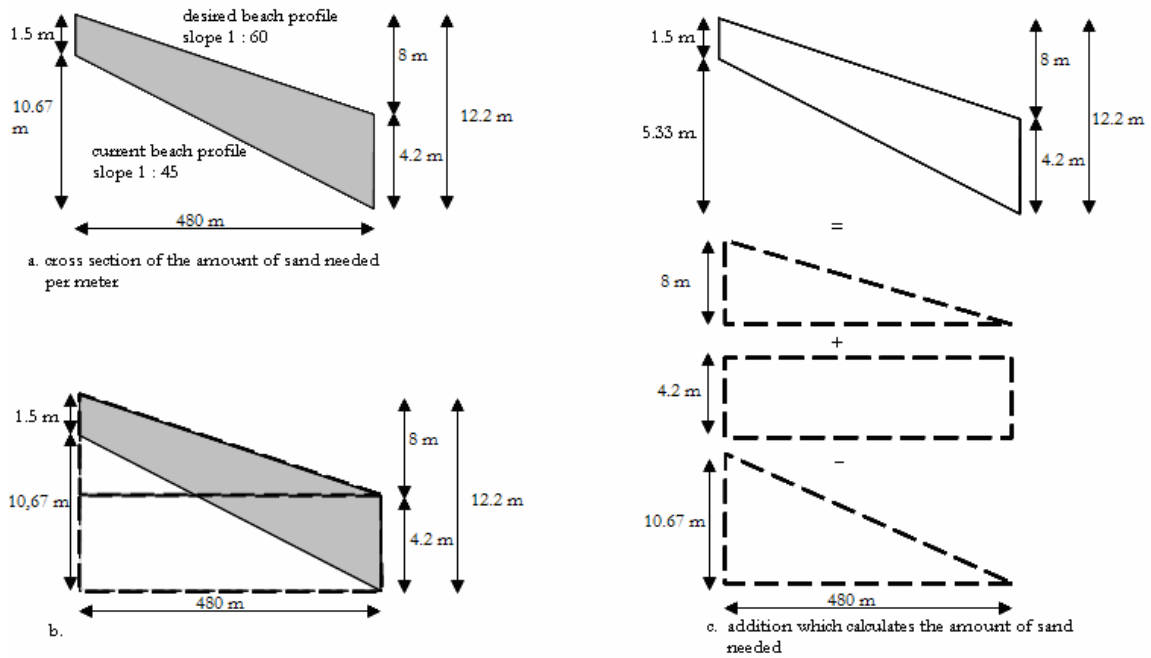 desired beach profile
slope 1 : 60
1.5 m
8 m
10.67
m
12.2 m
current beach profile
slope 1 : 45
4.2 m
480 m
a. cross section of the amount of sand needed
per meter
1.5 m
8 m
10,67 m
12.2 m
4.2 m
480 m
b.
1.5 m
8 m
5.33 m
12.2 m
4.2 m
=
8 m
+
4.2 m
-
10.67 m
480 m
c. addition which calculates the amount of sand
needed